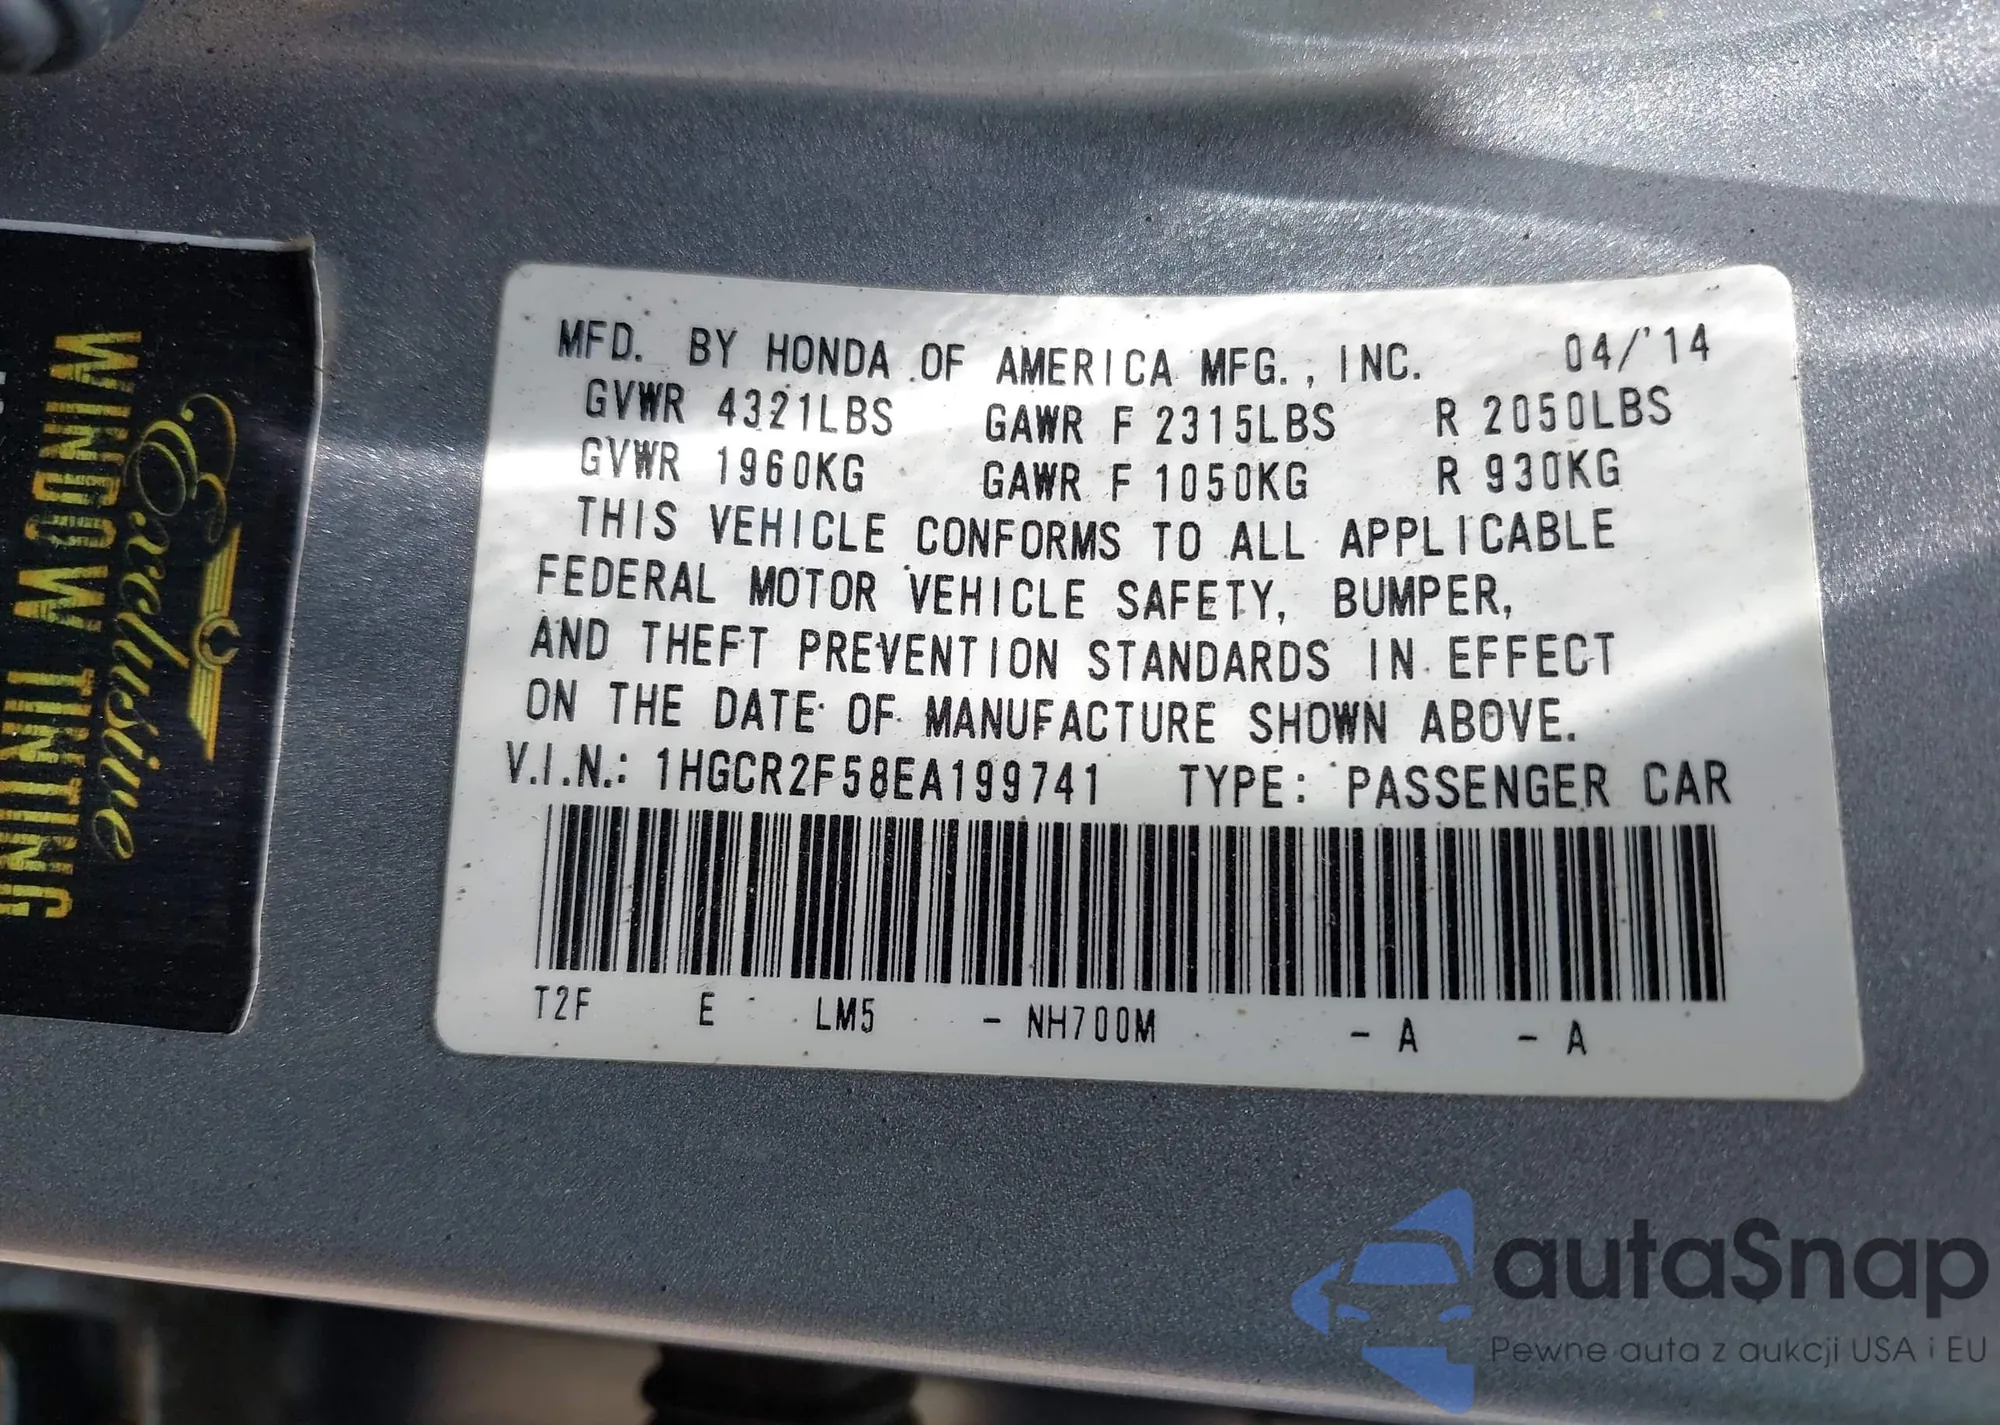 MFD. BY HONDA OF AMERICA MFG., INC. 04/'14
GVWR 4321LBS GAWR F 2315LBS R 2050LBS
GVWR 1960KG GAWR F 1050KG R 930KG
THIS VEHICLE CONFORMS TO ALL APPLICABLE
FEDERAL MOTOR VEHICLE SAFETY, BUMPER,
AND THEFT PREVENTION STANDARDS IN EFFECT
ON THE DATE OF MANUFACTURE SHOWN ABOVE.
V.I.N.: 1HGCR2F58EA199741 TYPE: PASSENGER CAR
T2F E LM5 - NH700M - A - A
Exclusive
WINDOW TINTING
autaSnap
Pewne auta z aukcji USA i EU